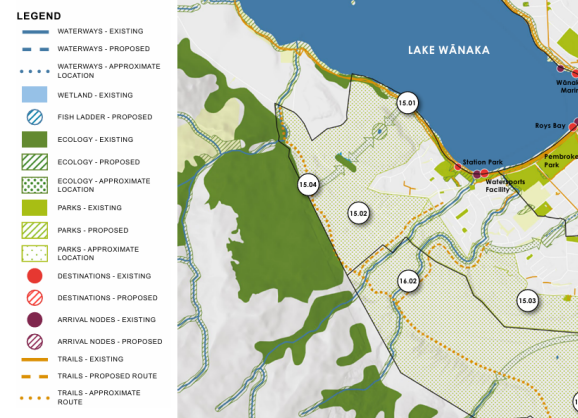 LEGEND
WATERWAYS - EXISTING
WATERWAYS - PROPOSED
WATERWAYS - APPROXIMATE
LOCATION
WETLAND - EXISTING
FISH LADDER - PROPOSED
ECOLOGY - EXISTING
ECOLOGY - PROPOSED
ECOLOGY - APPROXIMATE
LOCATION
PARKS - EXISTING
PARKS - PROPOSED
PARKS - APPROXIMATE
LOCATION
DESTINATIONS - EXISTING
DESTINATIONS - PROPOSED
ARRIVAL NODES - EXISTING
ARRIVAL NODES - PROPOSED
TRAILS - EXISTING
TRAILS - PROPOSED ROUTE
TRAILS - APPROXIMATE
ROUTE
LAKE WĀNAKA
15.01
Roys Bay
Station Park
Pembroke
Park
Watersports
Facility
15.04
15.02
16.02
15.03